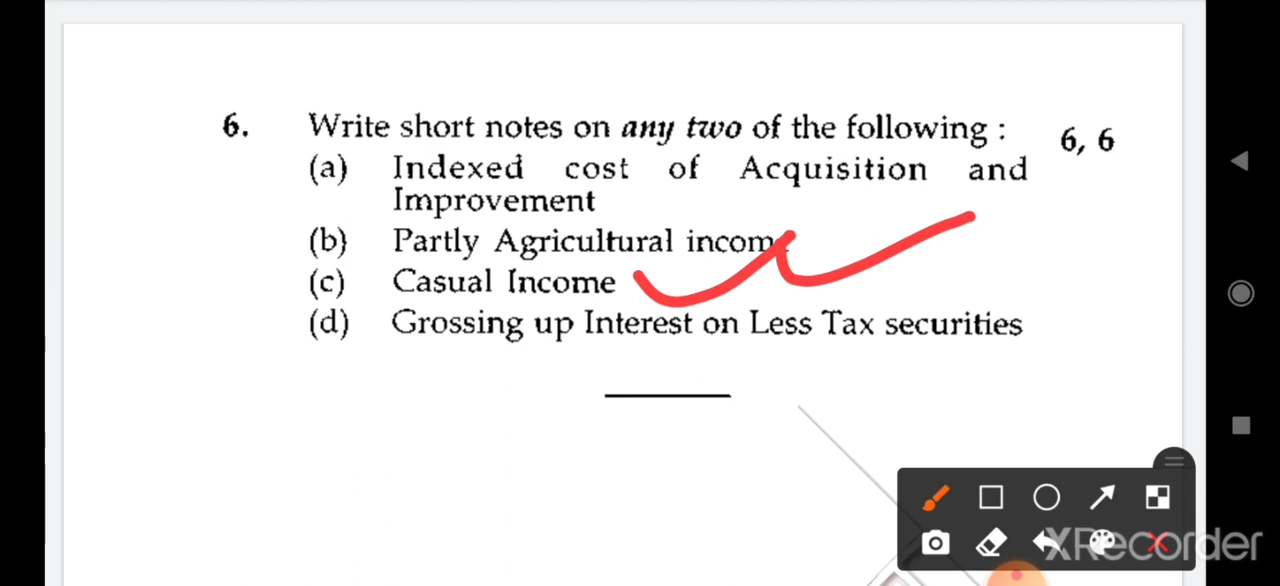 6. Write short notes on any two of the following : 6, 6
(a) Indexed cost of Acquisition and
Improvement
(b) Partly Agricultural income
(c) Casual Income
(d) Grossing up Interest on Less Tax securities
XRecorder